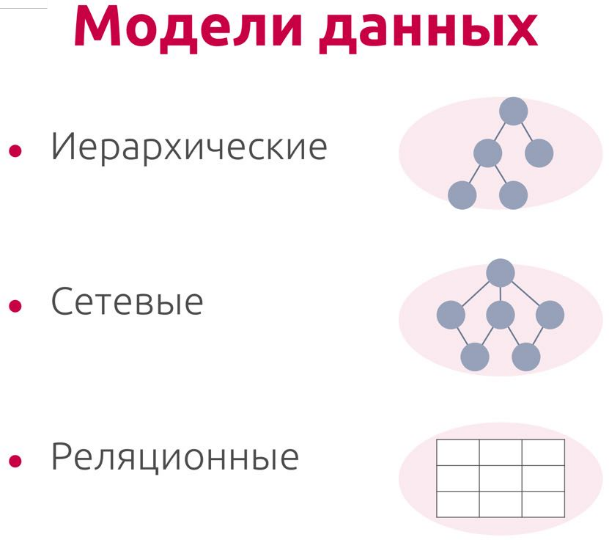 Модели данных
• Иерархические
• Сетевые
• Реляционные